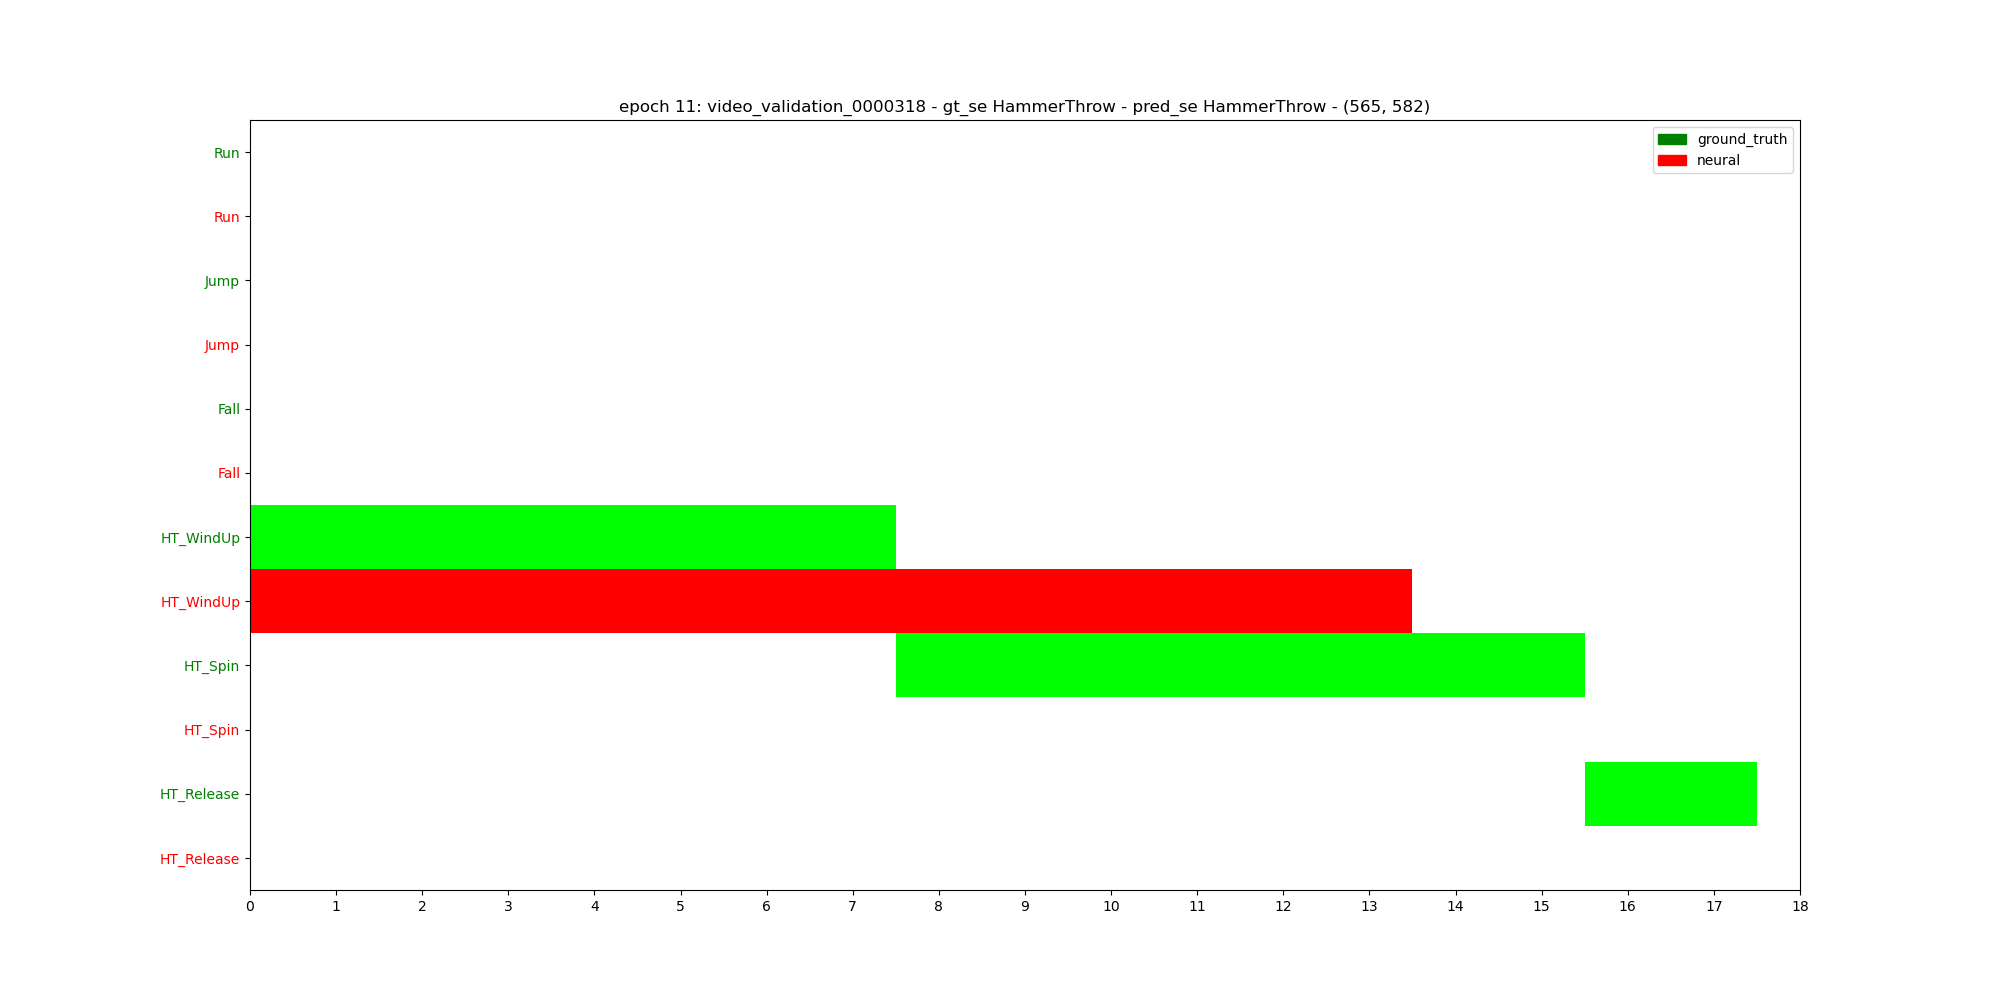 epoch 11: video_validation_0000318 - gt_se HammerThrow - pred_se HammerThrow - (565, 582)
ground_truth
neural
Run
Run
Jump
Jump
Fall
Fall
HT_WindUp
HT_WindUp
HT_Spin
HT_Spin
HT_Release
HT_Release
0 1 2 3 4 5 6 7 8 9 10 11 12 13 14 15 16 17 18